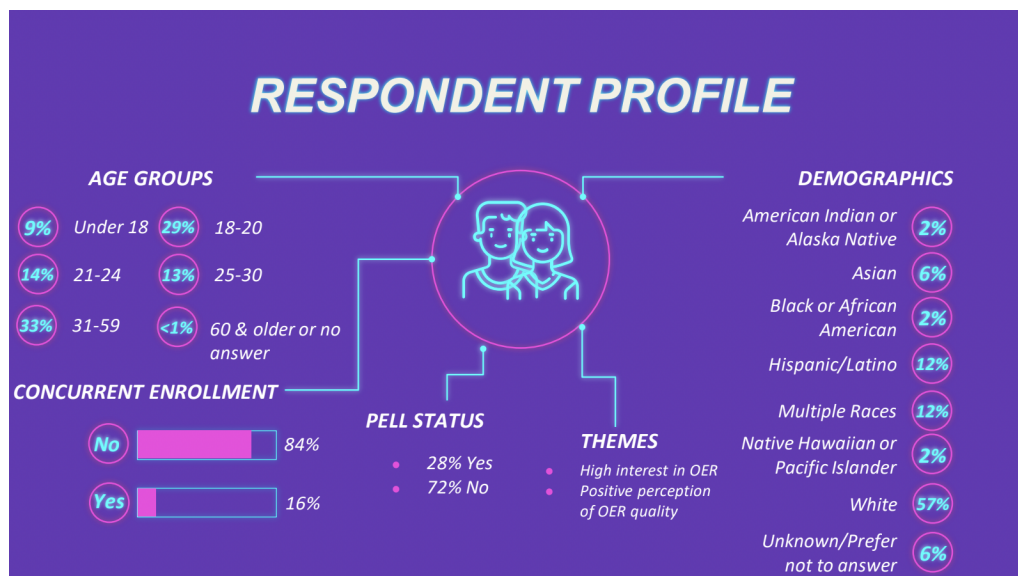 RESPONDENT PROFILE
AGE GROUPS
9% Under 18 29% 18-20
14% 21-24 13% 25-30
33% 31-59 <1% 60 & older or no
answer
CONCURRENT ENROLLMENT
No 84%
Yes 16%
PELL STATUS
28% Yes
72% No
THEMES
High interest in OER
Positive perception
of OER quality
DEMOGRAPHICS
American Indian or
Alaska Native 2%
Asian 6%
Black or African
American 2%
Hispanic/Latino 12%
Multiple Races 12%
Native Hawaiian or
Pacific Islander 2%
White 57%
Unknown/Prefer
not to answer 6%